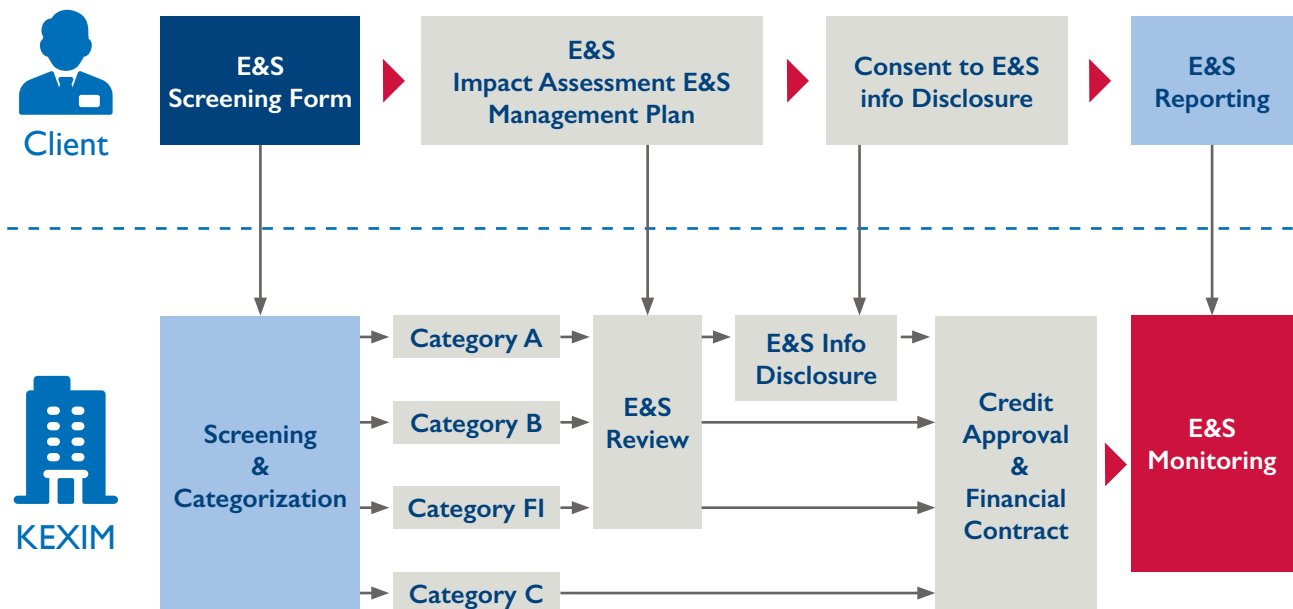 E&S
Screening Form
E&S
Impact Assessment E&S
Management Plan
Consent to E&S
info Disclosure
E&S
Reporting
Client
Screening
&
Categorization
Category A
Category B
Category FI
Category C
E&S
Review
E&S Info
Disclosure
Credit
Approval
&
Financial
Contract
E&S
Monitoring
KEXIM